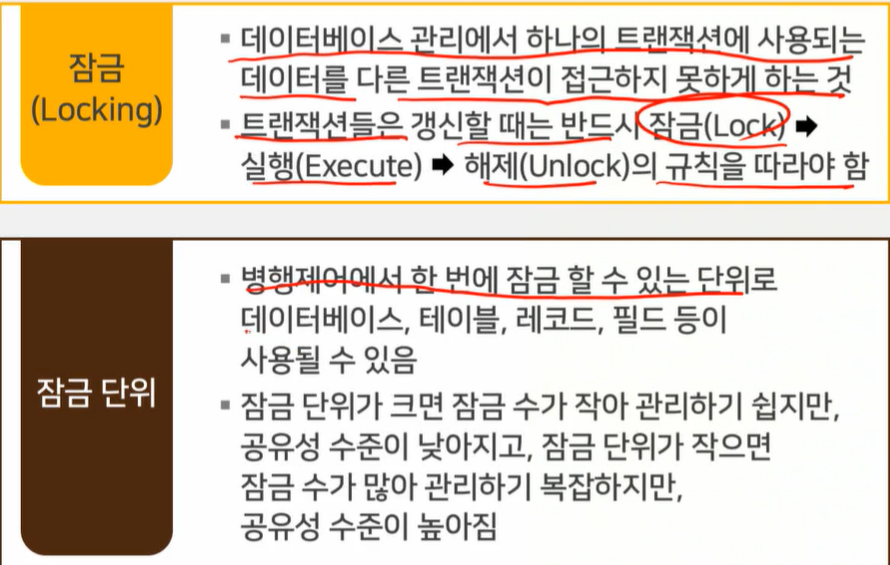 잠금
(Locking)
▪ 데이터베이스 관리에서 하나의 트랜잭션에 사용되는
데이터를 다른 트랜잭션이 접근하지 못하게 하는 것
▪ 트랜잭션들은 갱신할 때는 반드시 잠금(Lock) ➡
실행(Execute) ➡ 해제(Unlock)의 규칙을 따라야 함
잠금 단위
▪ 병행제어에서 한 번에 잠금 할 수 있는 단위로
데이터베이스, 테이블, 레코드, 필드 등이
사용될 수 있음
▪ 잠금 단위가 크면 잠금 수가 작아 관리하기 쉽지만,
공유성 수준이 낮아지고, 잠금 단위가 작으면
잠금 수가 많아 관리하기 복잡하지만,
공유성 수준이 높아짐